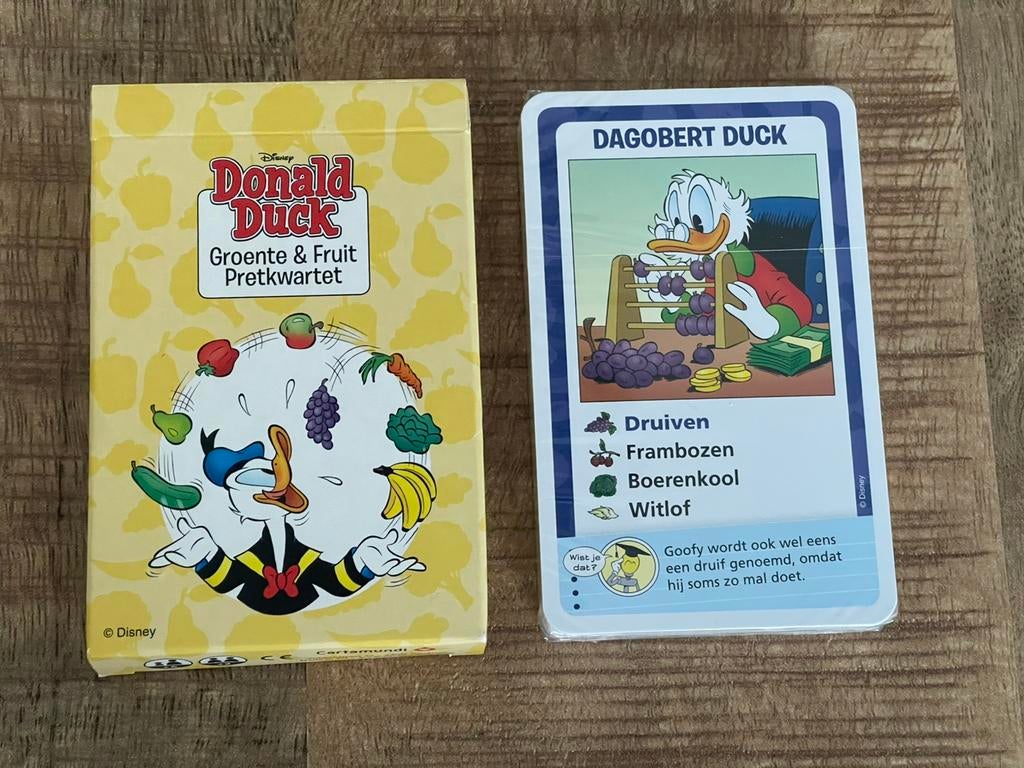 Disney
Donald
Duck
Groente & Fruit
Pretkwartet
© Disney
CE
Cartamundi
DAGOBERT DUCK
Druiven
Frambozen
Boerenkool
Witlof
© Disney
Wist je
dat?
Goofy wordt ook wel eens
een druif genoemd, omdat
hij soms zo mal doet.